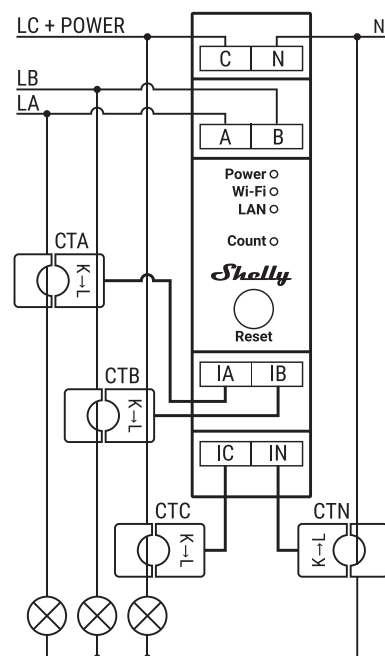 LC + POWER
N
C N
LB
LA
A B
Power
Wi-Fi
LAN
Count
Shelly
Reset
CTA
K→L
IA IB
CTB
K→L
IC IN
CTC
K→L
CTN
K→L